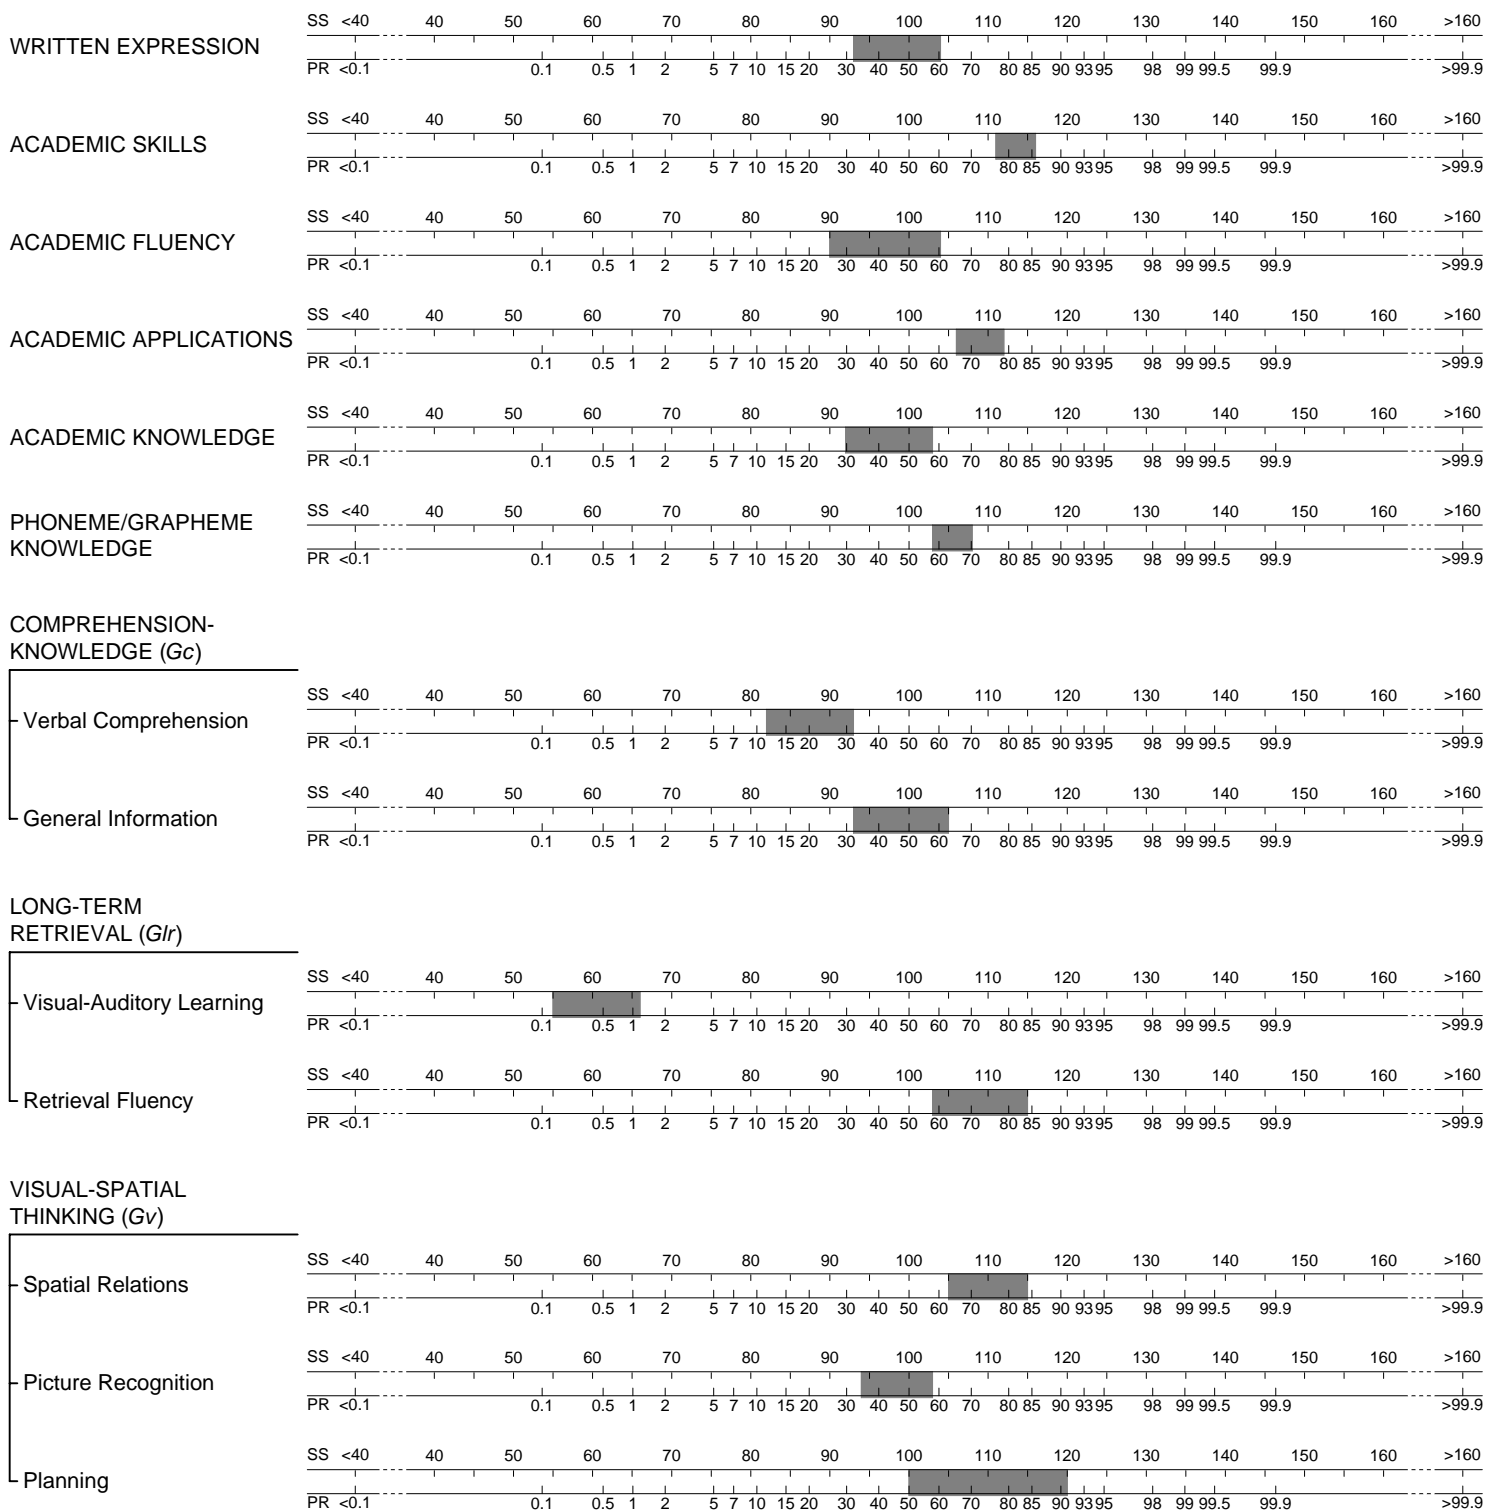 SS <40 40 50 60 70 80 90 100 110 120 130 140 150 160 >160
WRITTEN EXPRESSION
PR <0.1 0.1 0.5 1 2 5 7 10 15 20 30 40 50 60 70 80 85 90 93 95 98 99 99.5 99.9 >99.9
SS <40 40 50 60 70 80 90 100 110 120 130 140 150 160 >160
ACADEMIC SKILLS
PR <0.1 0.1 0.5 1 2 5 7 10 15 20 30 40 50 60 70 80 85 90 93 95 98 99 99.5 99.9 >99.9
SS <40 40 50 60 70 80 90 100 110 120 130 140 150 160 >160
ACADEMIC FLUENCY
PR <0.1 0.1 0.5 1 2 5 7 10 15 20 30 40 50 60 70 80 85 90 93 95 98 99 99.5 99.9 >99.9
SS <40 40 50 60 70 80 90 100 110 120 130 140 150 160 >160
ACADEMIC APPLICATIONS
PR <0.1 0.1 0.5 1 2 5 7 10 15 20 30 40 50 60 70 80 85 90 93 95 98 99 99.5 99.9 >99.9
SS <40 40 50 60 70 80 90 100 110 120 130 140 150 160 >160
ACADEMIC KNOWLEDGE
PR <0.1 0.1 0.5 1 2 5 7 10 15 20 30 40 50 60 70 80 85 90 93 95 98 99 99.5 99.9 >99.9
SS <40 40 50 60 70 80 90 100 110 120 130 140 150 160 >160
PHONEME/GRAPHEME
KNOWLEDGE
PR <0.1 0.1 0.5 1 2 5 7 10 15 20 30 40 50 60 70 80 85 90 93 95 98 99 99.5 99.9 >99.9
COMPREHENSION-
KNOWLEDGE (Gc)
SS <40 40 50 60 70 80 90 100 110 120 130 140 150 160 >160
Verbal Comprehension
PR <0.1 0.1 0.5 1 2 5 7 10 15 20 30 40 50 60 70 80 85 90 93 95 98 99 99.5 99.9 >99.9
SS <40 40 50 60 70 80 90 100 110 120 130 140 150 160 >160
General Information
PR <0.1 0.1 0.5 1 2 5 7 10 15 20 30 40 50 60 70 80 85 90 93 95 98 99 99.5 99.9 >99.9
LONG-TERM
RETRIEVAL (Glr)
SS <40 40 50 60 70 80 90 100 110 120 130 140 150 160 >160
Visual-Auditory Learning
PR <0.1 0.1 0.5 1 2 5 7 10 15 20 30 40 50 60 70 80 85 90 93 95 98 99 99.5 99.9 >99.9
SS <40 40 50 60 70 80 90 100 110 120 130 140 150 160 >160
Retrieval Fluency
PR <0.1 0.1 0.5 1 2 5 7 10 15 20 30 40 50 60 70 80 85 90 93 95 98 99 99.5 99.9 >99.9
VISUAL-SPATIAL
THINKING (Gv)
SS <40 40 50 60 70 80 90 100 110 120 130 140 150 160 >160
Spatial Relations
PR <0.1 0.1 0.5 1 2 5 7 10 15 20 30 40 50 60 70 80 85 90 93 95 98 99 99.5 99.9 >99.9
SS <40 40 50 60 70 80 90 100 110 120 130 140 150 160 >160
Picture Recognition
PR <0.1 0.1 0.5 1 2 5 7 10 15 20 30 40 50 60 70 80 85 90 93 95 98 99 99.5 99.9 >99.9
SS <40 40 50 60 70 80 90 100 110 120 130 140 150 160 >160
Planning
PR <0.1 0.1 0.5 1 2 5 7 10 15 20 30 40 50 60 70 80 85 90 93 95 98 99 99.5 99.9 >99.9